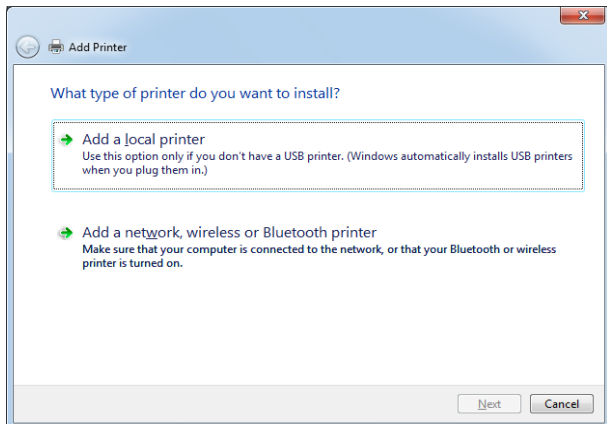 Add Printer
What type of printer do you want to install?
Add a local printer
Use this option only if you don't have a USB printer. (Windows automatically installs USB printers
when you plug them in.)
Add a network, wireless or Bluetooth printer
Make sure that your computer is connected to the network, or that your Bluetooth or wireless
printer is turned on.
Next Cancel